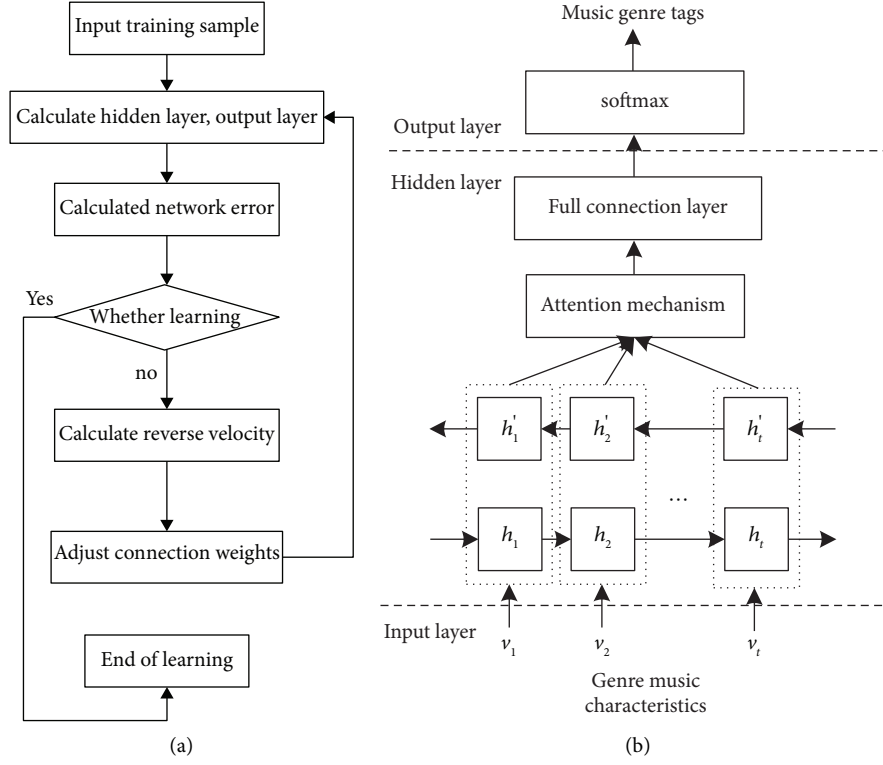 Input training sample
Calculate hidden layer, output layer
Calculated network error
Yes
Whether learning
no
Calculate reverse velocity
Adjust connection weights
End of learning
(a)
Music genre tags
softmax
Output layer
Hidden layer
Full connection layer
Attention mechanism
h'1 h'2 h't
...
h1 h2 ht
Input layer
v1 v2 vt
Genre music
characteristics
(b)